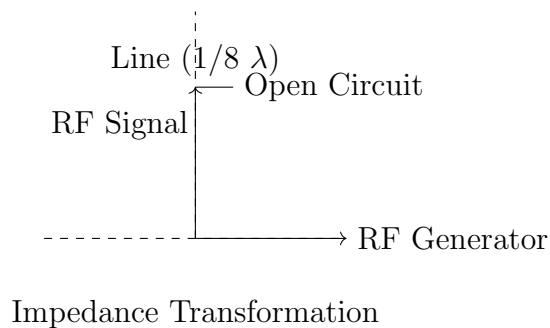 Line (1/8 λ)
Open Circuit
RF Signal
RF Generator
Impedance Transformation